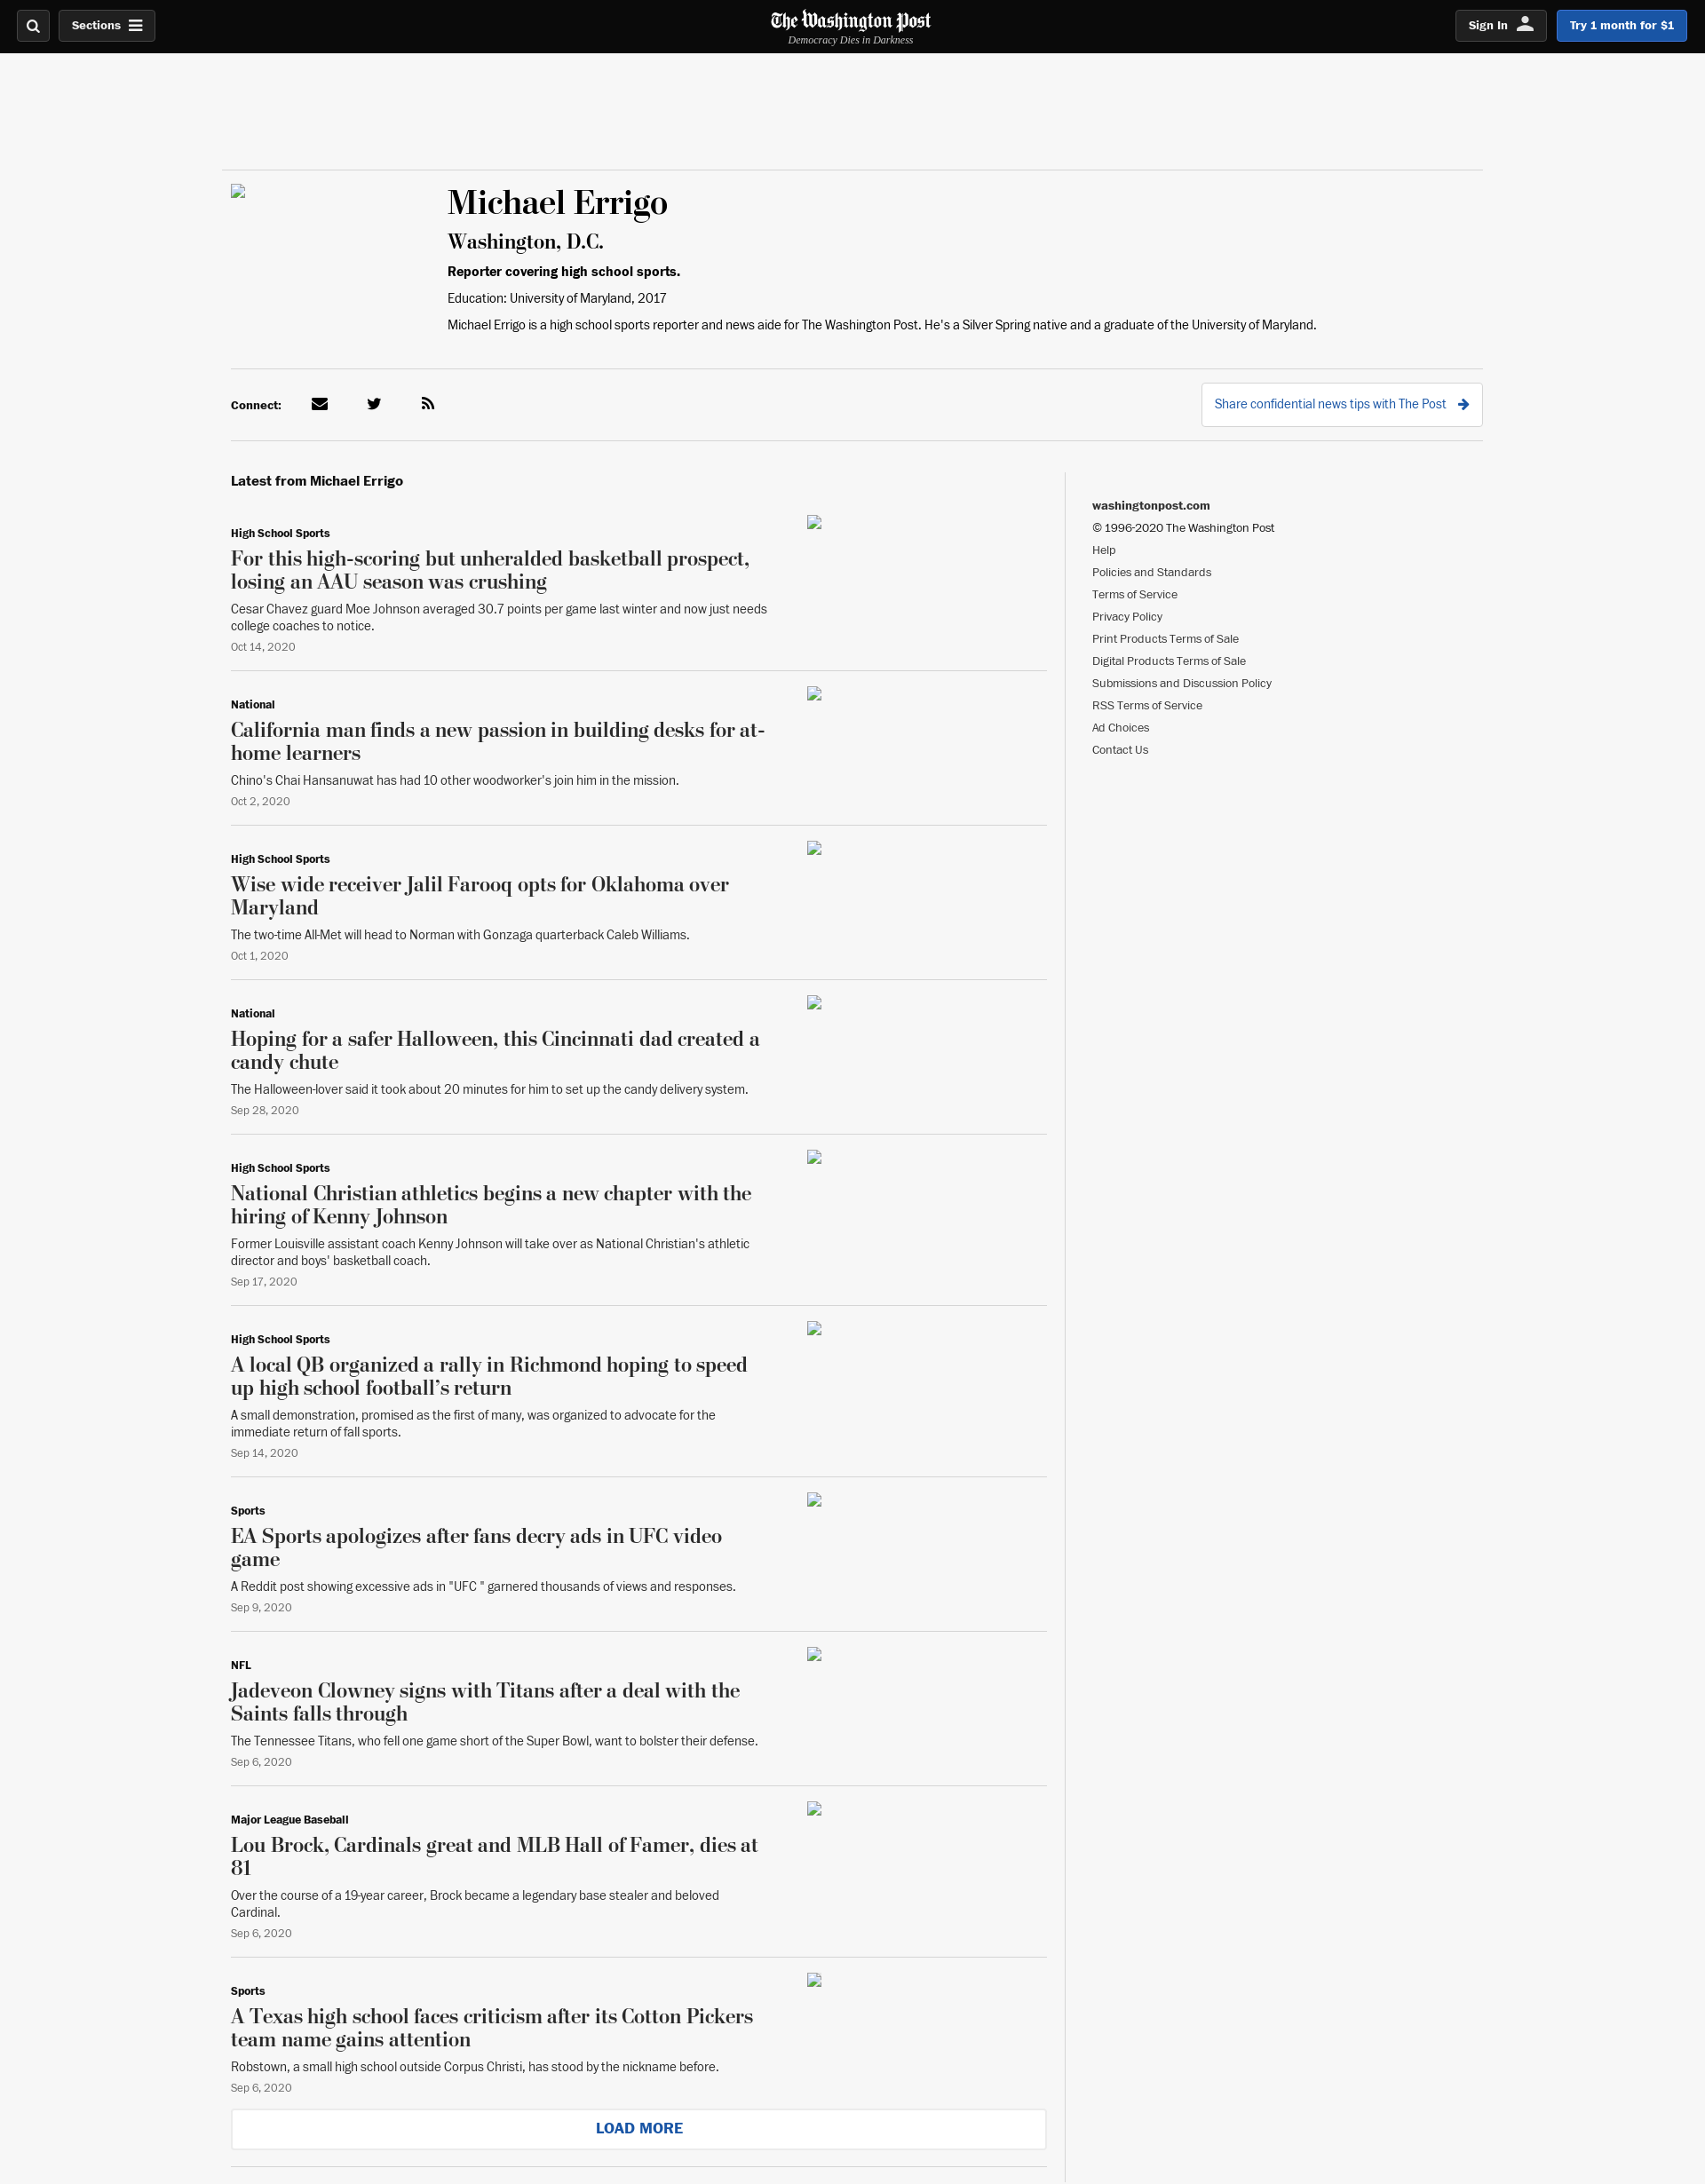 Sections
The Washington Post
Democracy Dies in Darkness
Sign In
Try 1 month for $1
Michael Errigo
Washington, D.C.
Reporter covering high school sports.
Education: University of Maryland, 2017
Michael Errigo is a high school sports reporter and news aide for The Washington Post. He's a Silver Spring native and a graduate of the University of Maryland.
Connect:
Share confidential news tips with The Post
Latest from Michael Errigo
High School Sports
For this high-scoring but unheralded basketball prospect,
losing an AAU season was crushing
Cesar Chavez guard Moe Johnson averaged 30.7 points per game last winter and now just needs
college coaches to notice.
Oct 14, 2020
National
California man finds a new passion in building desks for at-
home learners
Chino's Chai Hansanuwat has had 10 other woodworker's join him in the mission.
Oct 2, 2020
High School Sports
Wise wide receiver Jalil Farooq opts for Oklahoma over
Maryland
The two-time All-Met will head to Norman with Gonzaga quarterback Caleb Williams.
Oct 1, 2020
National
Hoping for a safer Halloween, this Cincinnati dad created a
candy chute
The Halloween-lover said it took about 20 minutes for him to set up the candy delivery system.
Sep 28, 2020
High School Sports
National Christian athletics begins a new chapter with the
hiring of Kenny Johnson
Former Louisville assistant coach Kenny Johnson will take over as National Christian's athletic
director and boys' basketball coach.
Sep 17, 2020
High School Sports
A local QB organized a rally in Richmond hoping to speed
up high school football’s return
A small demonstration, promised as the first of many, was organized to advocate for the
immediate return of fall sports.
Sep 14, 2020
Sports
EA Sports apologizes after fans decry ads in UFC video
game
A Reddit post showing excessive ads in "UFC " garnered thousands of views and responses.
Sep 9, 2020
NFL
Jadeveon Clowney signs with Titans after a deal with the
Saints falls through
The Tennessee Titans, who fell one game short of the Super Bowl, want to bolster their defense.
Sep 6, 2020
Major League Baseball
Lou Brock, Cardinals great and MLB Hall of Famer, dies at
81
Over the course of a 19-year career, Brock became a legendary base stealer and beloved
Cardinal.
Sep 6, 2020
Sports
A Texas high school faces criticism after its Cotton Pickers
team name gains attention
Robstown, a small high school outside Corpus Christi, has stood by the nickname before.
Sep 6, 2020
LOAD MORE
washingtonpost.com
© 1996-2020 The Washington Post
Help
Policies and Standards
Terms of Service
Privacy Policy
Print Products Terms of Sale
Digital Products Terms of Sale
Submissions and Discussion Policy
RSS Terms of Service
Ad Choices
Contact Us